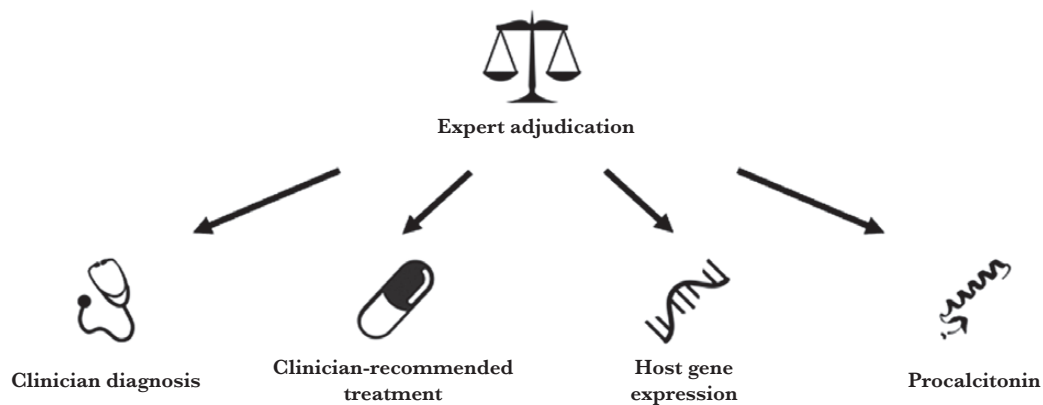 Expert adjudication
Clinician diagnosis
Clinician-recommended
treatment
Host gene
expression
Procalcitonin